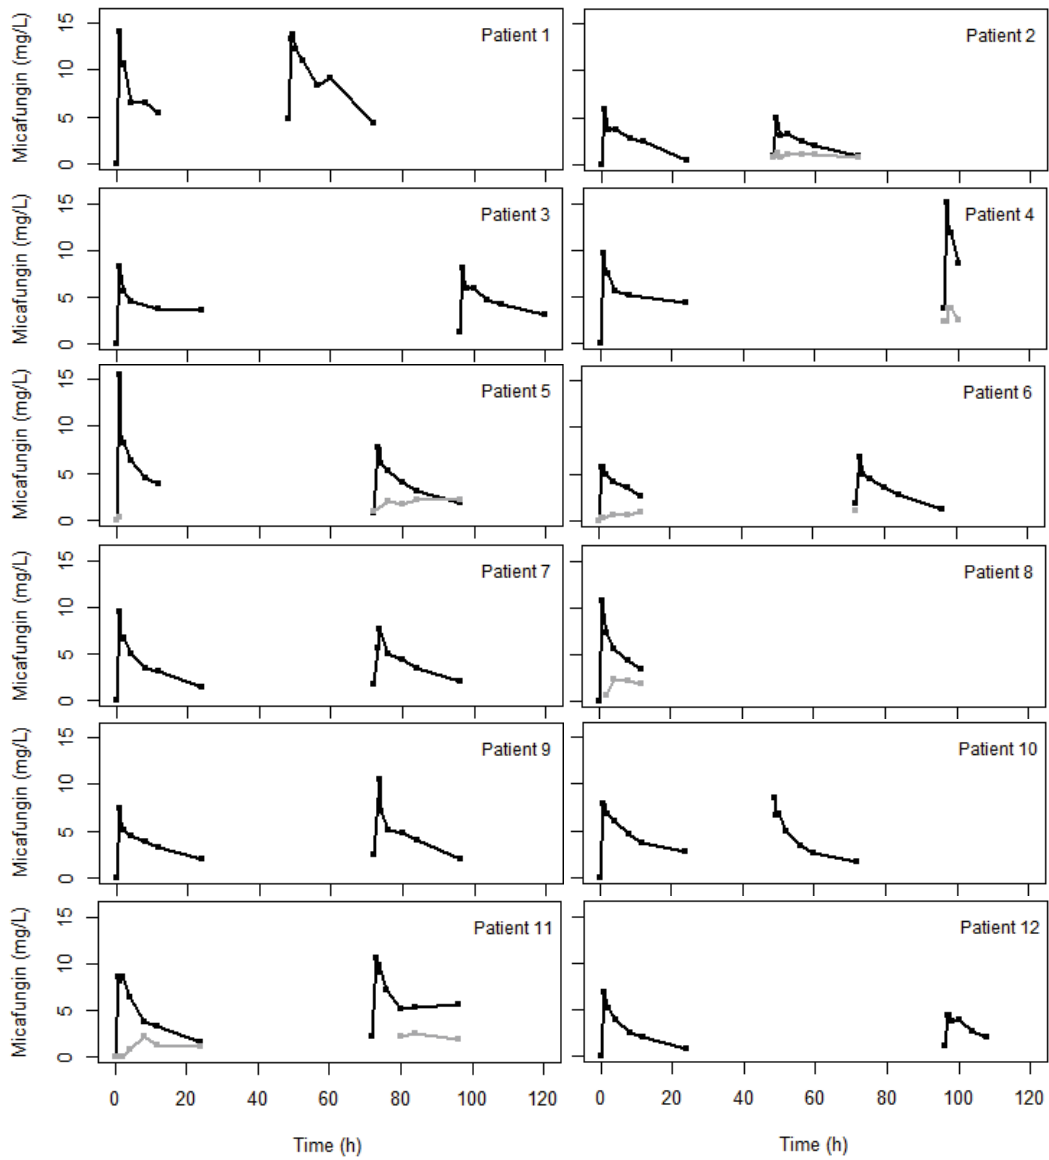 Micafungin (mg/L)
0 5 10 15
Patient 1
Patient 2
Micafungin (mg/L)
0 5 10 15
Patient 3
Patient 4
Micafungin (mg/L)
0 5 10 15
Patient 5
Patient 6
Micafungin (mg/L)
0 5 10 15
Patient 7
Patient 8
Micafungin (mg/L)
0 5 10 15
Patient 9
Patient 10
Micafungin (mg/L)
0 5 10 15
Patient 11
Patient 12
0 20 40 60 80 100 120
0 20 40 60 80 100 120
Time (h)
Time (h)